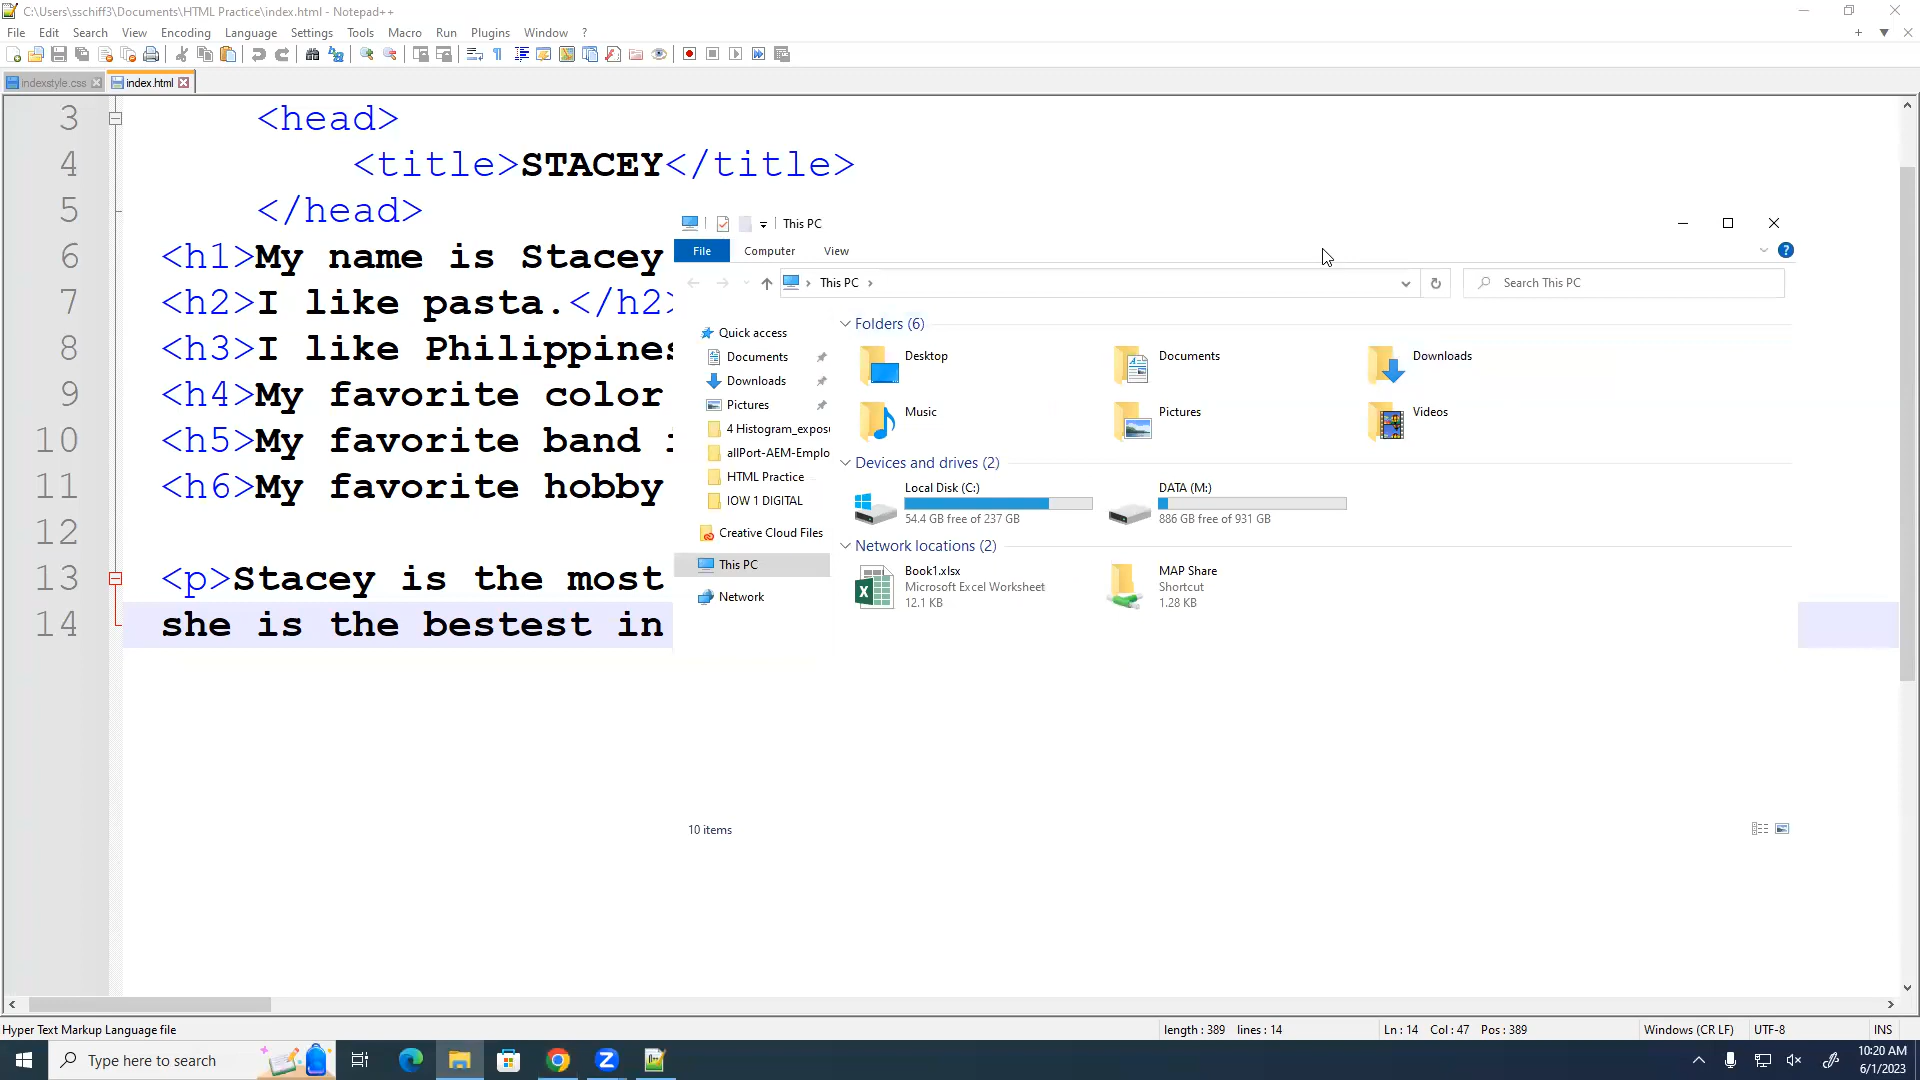 C:\Users\sschiff3\Documents\HTML Practice\index.html - Notepad++
File Edit Search View Encoding Language Settings Tools Macro Run Plugins Window ?
indexstyle.css index.html
3 <head>
4 <title>STACEY</title>
5 </head>
6 <h1>My name is Stacey
7 <h2>I like pasta.</h2>
8 <h3>I like Philippines
9 <h4>My favorite color
10 <h5>My favorite band i
11 <h6>My favorite hobby
12
13 <p>Stacey is the most
14 she is the bestest in
This PC
File Computer View
This PC
Search This PC
Quick access
Documents
Downloads
Pictures
4 Histogram_exposu
allPort-AEM-Emplo
HTML Practice
IOW 1 DIGITAL
Creative Cloud Files
This PC
Network
Folders (6)
Desktop Documents Downloads
Music Pictures Videos
Devices and drives (2)
Local Disk (C:)
54.4 GB free of 237 GB
DATA (M:)
886 GB free of 931 GB
Network locations (2)
Book1.xlsx
Microsoft Excel Worksheet
12.1 KB
MAP Share
Shortcut
1.28 KB
10 items
Hyper Text Markup Language file length : 389 lines : 14 Ln : 14 Col : 47 Pos : 389 Windows (CR LF) UTF-8 INS
Type here to search
10:20 AM
6/1/2023